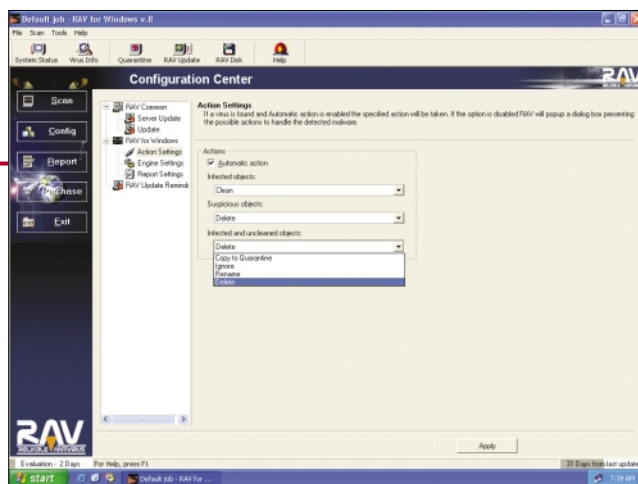 Default job - RAV for Windows v.8
File Scan Tools Help
System Status Virus Info Quarantine RAV Update RAV Disk Help
Configuration Center
RAV
Scan
Config
Report
Purchase
Exit
RAV Common
Server Update
Update
RAV for Windows
Action Settings
Engine Settings
Report Settings
RAV Update Remind
Action Settings
If a virus is found and Automatic action is enabled the specified action will be taken. If the option is disabled RAV will popup a dialog box presenting
the possible actions to handle the detected malware.
Actions
Automatic action
Infected objects:
Clean
Suspicious objects:
Delete
Infected and uncleaned objects:
Delete
Copy to Quarantine
Ignore
Rename
Delete
Apply
RAV
RELIABLE ANTIVIRUS
Evaluation - 2 Days For Help, press F1 31 Days from last update
start Default job - RAV for ... 7:39 AM